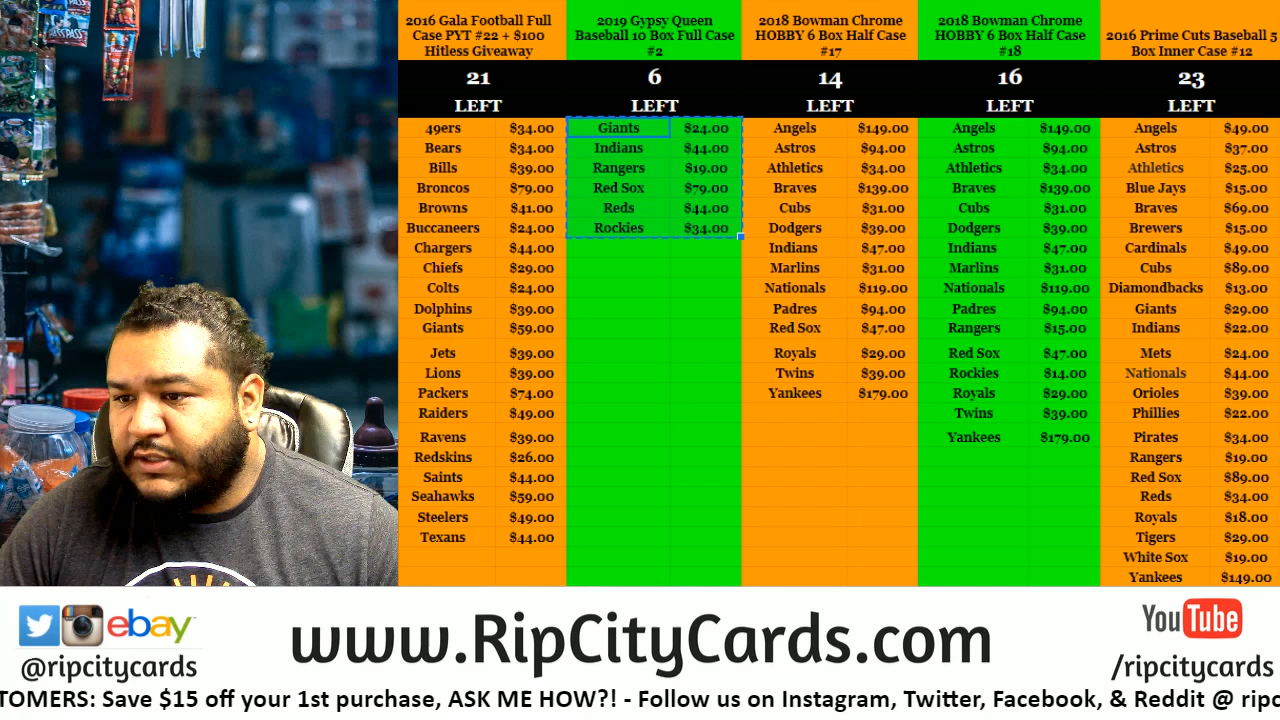 2016 Gala Football Full
Case PYT #22 + $100
Hitless Giveaway
21
LEFT
49ers $34.00
Bears $34.00
Bills $39.00
Broncos $79.00
Browns $41.00
Buccaneers $24.00
Chargers $44.00
Chiefs $29.00
Colts $24.00
Dolphins $39.00
Giants $59.00
Jets $39.00
Lions $39.00
Packers $74.00
Raiders $49.00
Ravens $39.00
Redskins $26.00
Saints $44.00
Seahawks $59.00
Steelers $49.00
Texans $44.00
2019 Gypsy Queen
Baseball 10 Box Full Case
#2
6
LEFT
Giants $24.00
Indians $44.00
Rangers $19.00
Red Sox $79.00
Reds $44.00
Rockies $34.00
2018 Bowman Chrome
HOBBY 6 Box Half Case
#17
14
LEFT
Angels $149.00
Astros $94.00
Athletics $34.00
Braves $139.00
Cubs $31.00
Dodgers $39.00
Indians $47.00
Marlins $31.00
Nationals $119.00
Padres $94.00
Red Sox $47.00
Royals $29.00
Twins $39.00
Yankees $179.00
2018 Bowman Chrome
HOBBY 6 Box Half Case
#18
16
LEFT
Angels $149.00
Astros $94.00
Athletics $34.00
Braves $139.00
Cubs $31.00
Dodgers $39.00
Indians $47.00
Marlins $31.00
Nationals $119.00
Padres $94.00
Rangers $15.00
Red Sox $47.00
Rockies $14.00
Royals $29.00
Twins $39.00
Yankees $179.00
2016 Prime Cuts Baseball 5
Box Inner Case #12
23
LEFT
Angels $49.00
Astros $37.00
Athletics $25.00
Blue Jays $15.00
Braves $69.00
Brewers $15.00
Cardinals $49.00
Cubs $89.00
Diamondbacks $13.00
Giants $29.00
Indians $22.00
Mets $24.00
Nationals $44.00
Orioles $39.00
Phillies $22.00
Pirates $34.00
Rangers $19.00
Red Sox $89.00
Reds $34.00
Royals $18.00
Tigers $29.00
White Sox $19.00
Yankees $149.00
ebay
@ripcitycards
www.RipCityCards.com
YouTube
/ripcitycards
TOMERS: Save $15 off your 1st purchase, ASK ME HOW?! - Follow us on Instagram, Twitter, Facebook, & Reddit @ ripc